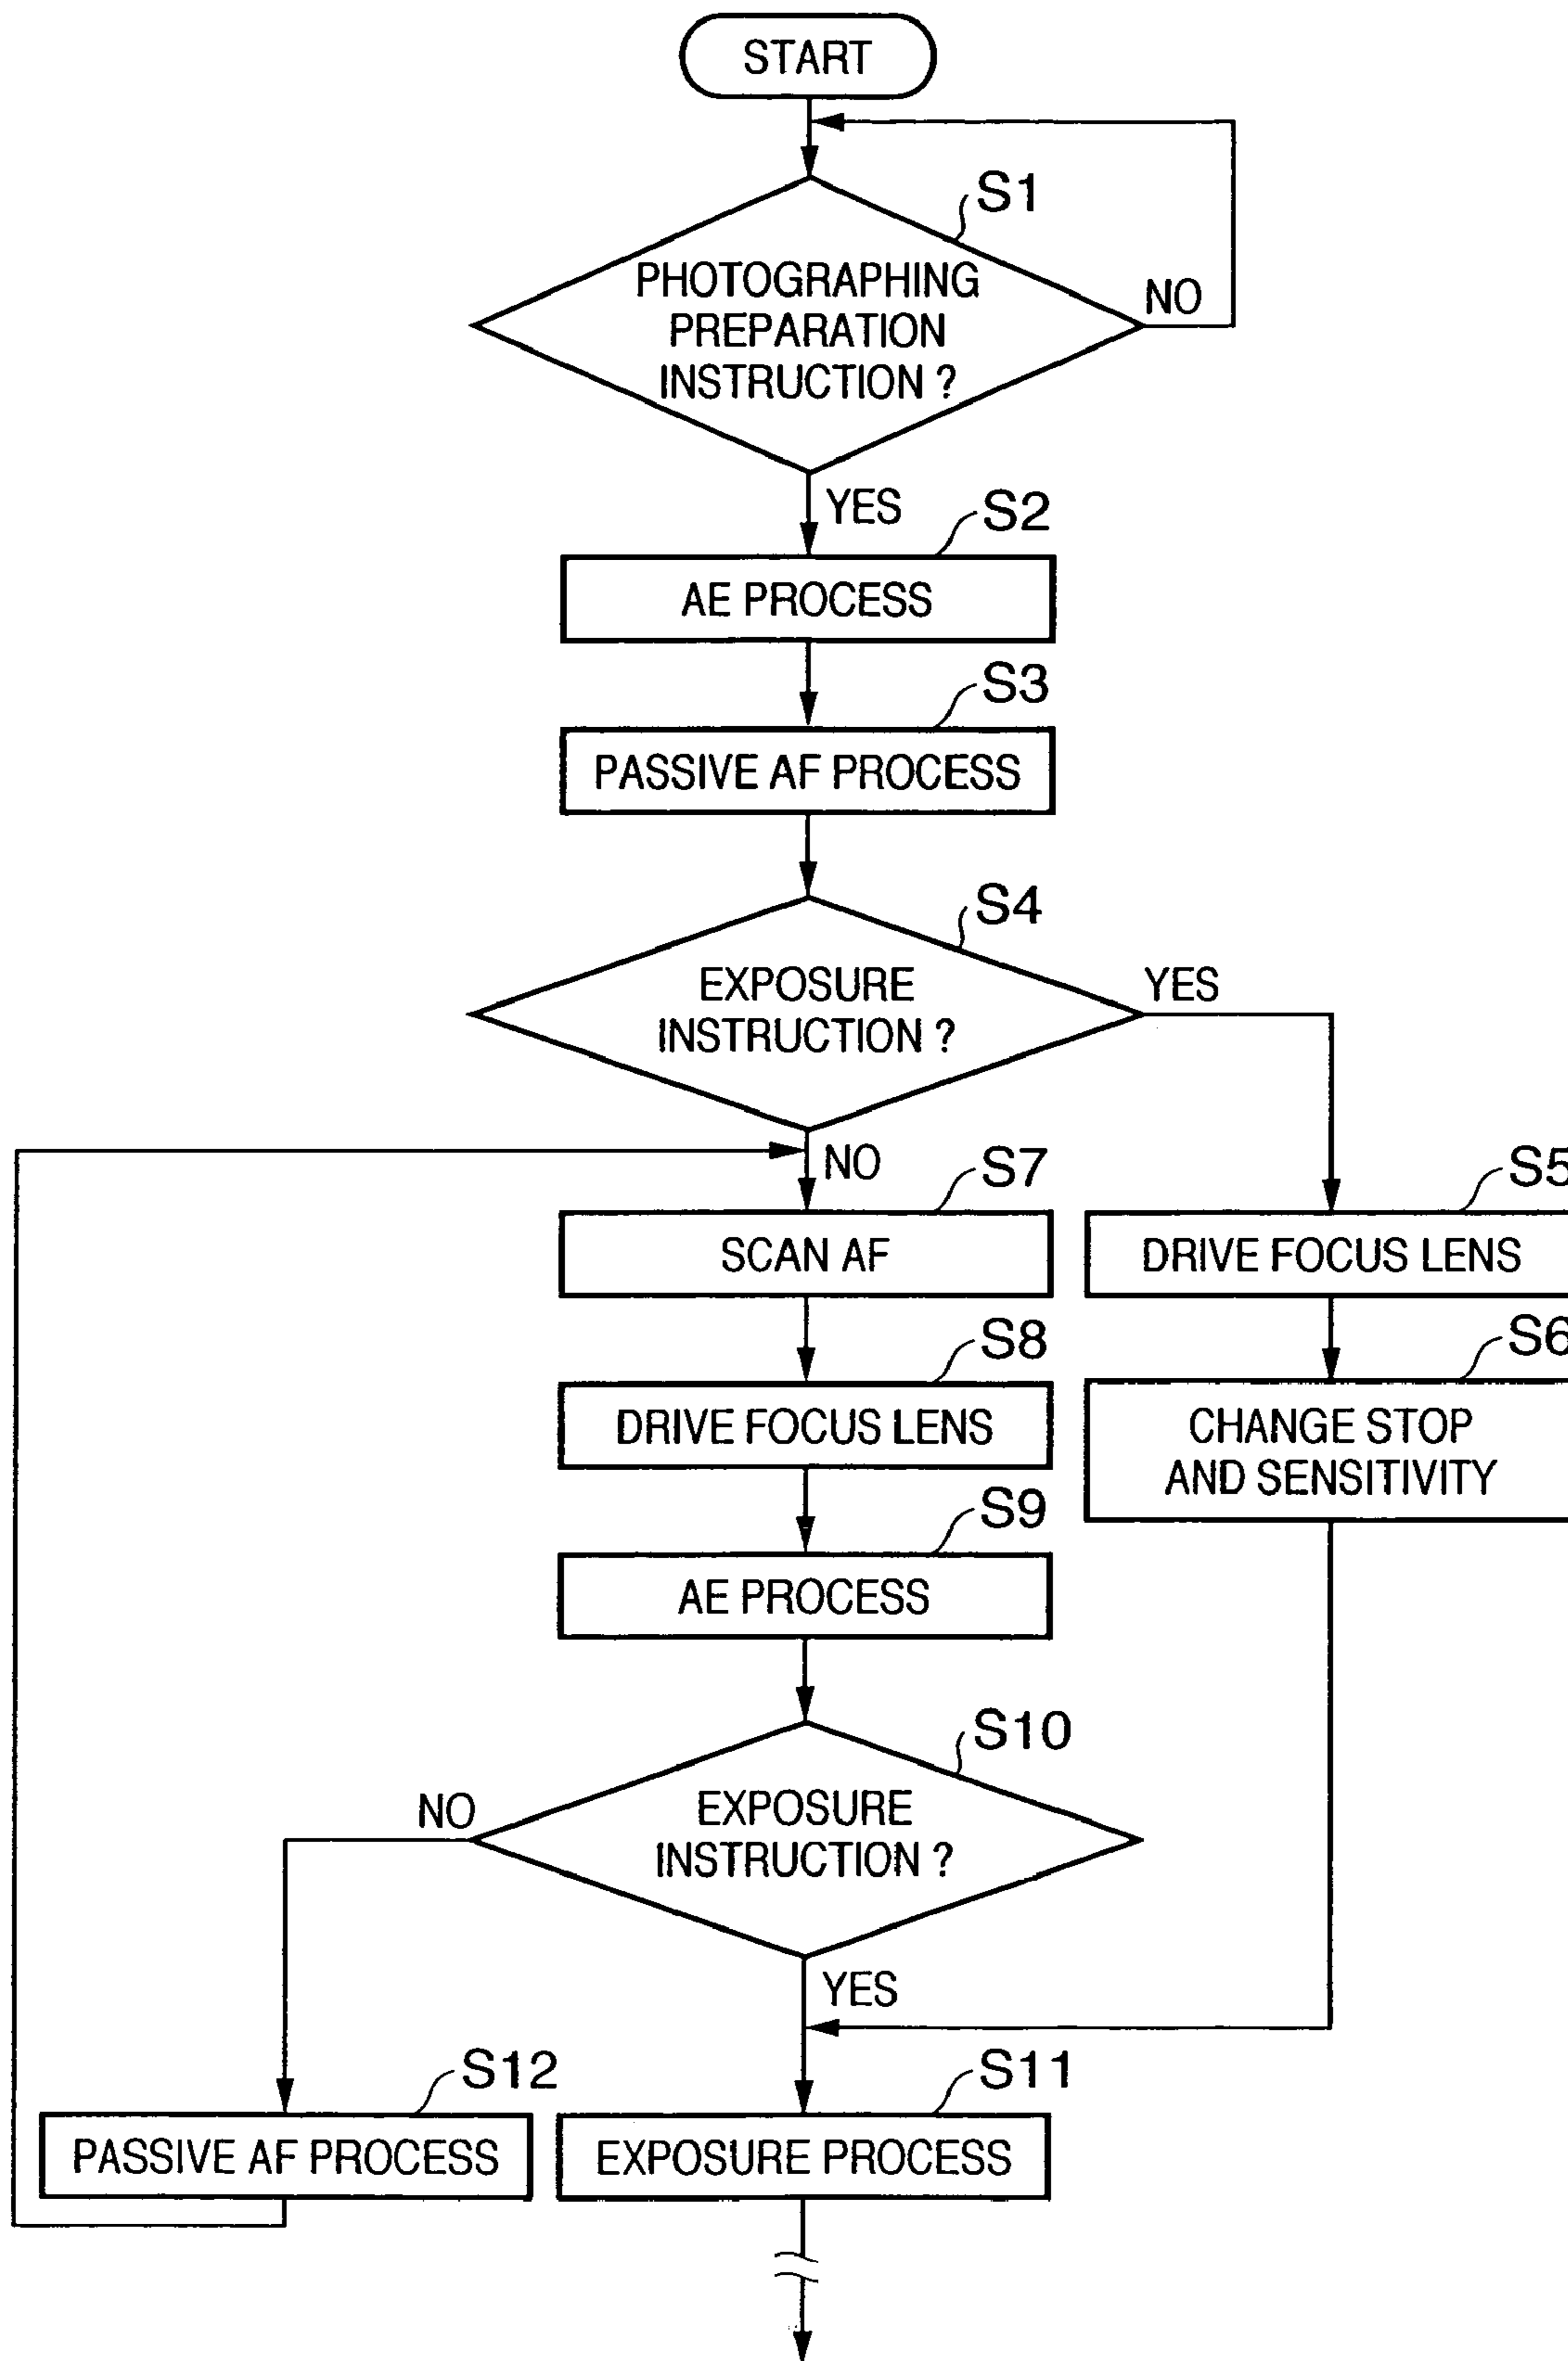 START
S1
PHOTOGRAPHING
PREPARATION
INSTRUCTION ?
NO
YES
S2
AE PROCESS
S3
PASSIVE AF PROCESS
S4
EXPOSURE
INSTRUCTION ?
YES
NO
S7
SCAN AF
S5
DRIVE FOCUS LENS
S8
DRIVE FOCUS LENS
S6
CHANGE STOP
AND SENSITIVITY
S9
AE PROCESS
S10
EXPOSURE
INSTRUCTION ?
NO
YES
S12
PASSIVE AF PROCESS
S11
EXPOSURE PROCESS